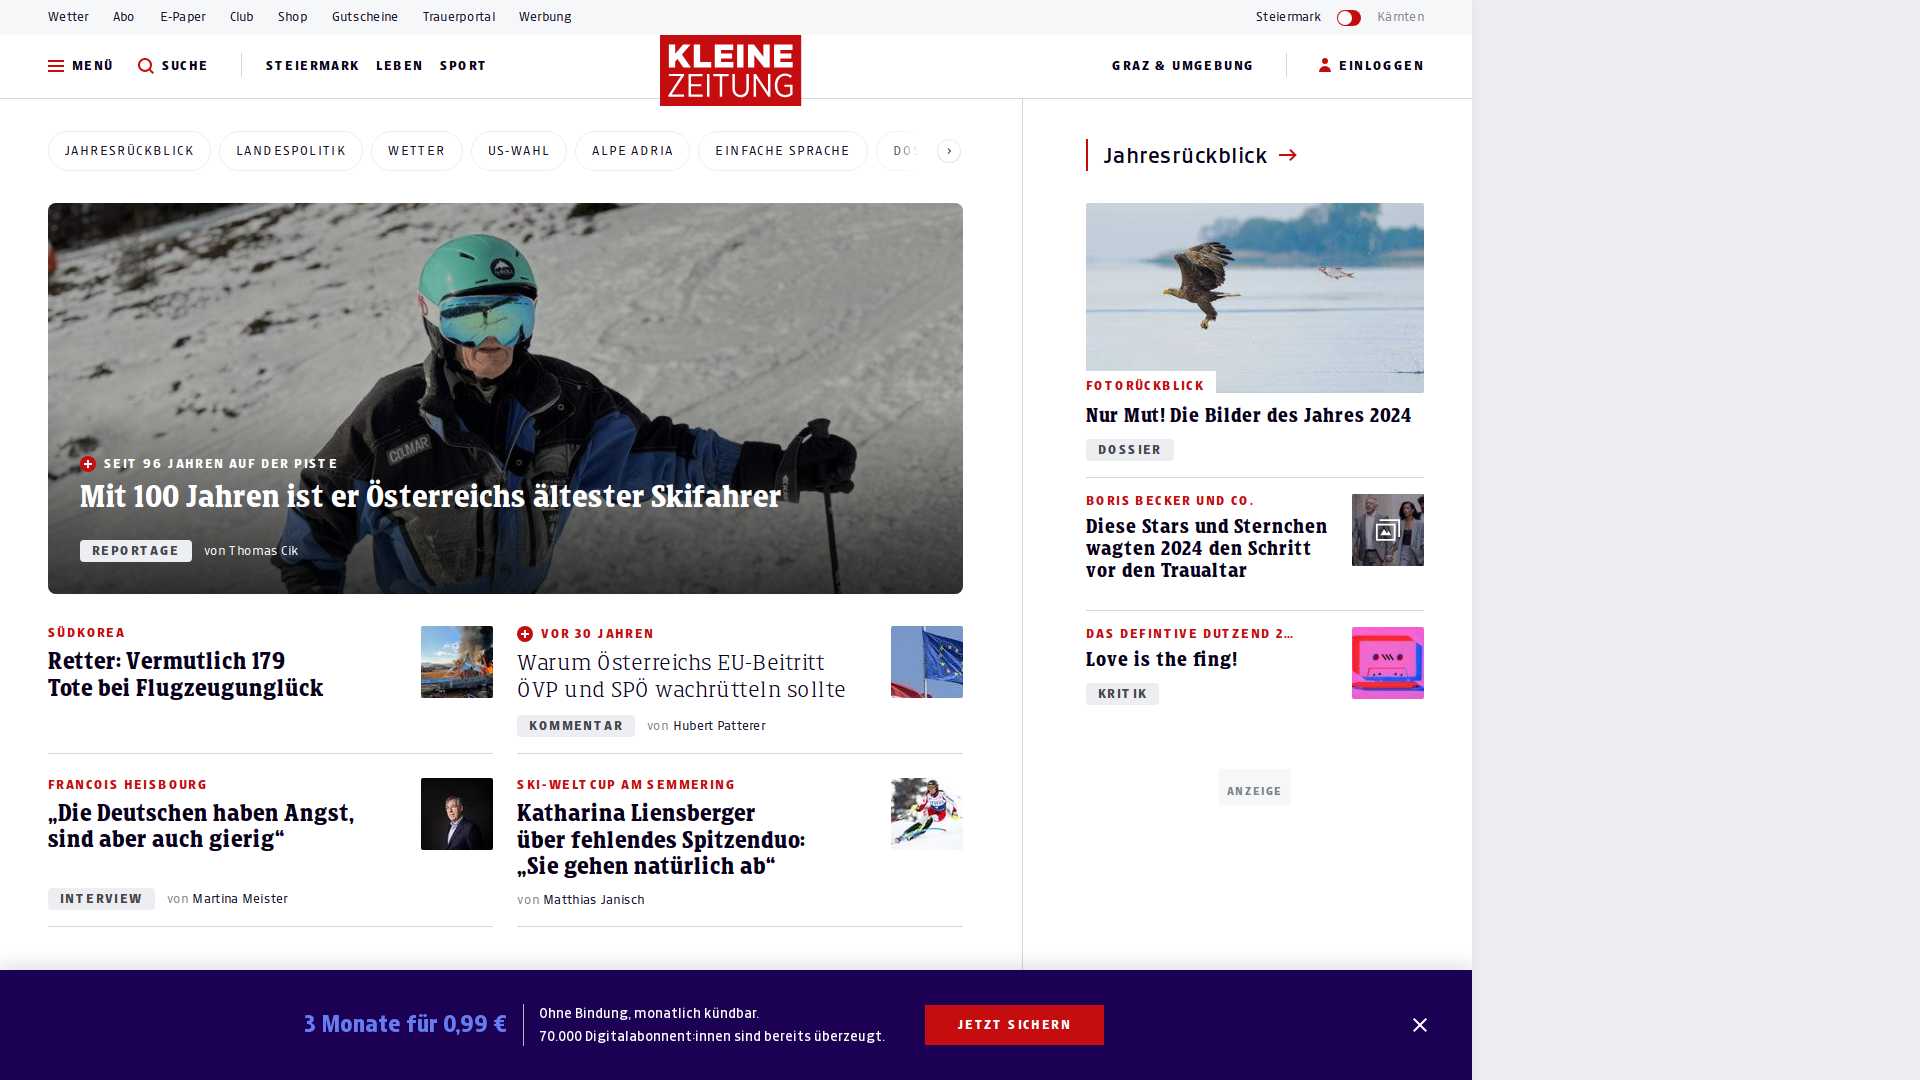 Wetter Abo E-Paper Club Shop Gutscheine Trauerportal Werbung
Steiermark Kärnten
MENÜ SUCHE STEIERMARK LEBEN SPORT
KLEINE
ZEITUNG
GRAZ & UMGEBUNG EINLOGGEN
JAHRESRÜCKBLICK LANDESPOLITIK WETTER US-WAHL ALPE ADRIA EINFACHE SPRACHE
COLMAR
SEIT 96 JAHREN AUF DER PISTE
Mit 100 Jahren ist er Österreichs ältester Skifahrer
REPORTAGE von Thomas Cik
SÜDKOREA
Retter: Vermutlich 179
Tote bei Flugzeugunglück
VOR 30 JAHREN
Warum Österreichs EU-Beitritt
ÖVP und SPÖ wachrütteln sollte
KOMMENTAR von Hubert Patterer
FRANCOIS HEISBOURG
„Die Deutschen haben Angst,
sind aber auch gierig“
INTERVIEW von Martina Meister
SKI-WELTCUP AM SEMMERING
Katharina Liensberger
über fehlendes Spitzenduo:
„Sie gehen natürlich ab“
von Matthias Janisch
Jahresrückblick
FOTORÜCKBLICK
Nur Mut! Die Bilder des Jahres 2024
DOSSIER
BORIS BECKER UND CO.
Diese Stars und Sternchen
wagten 2024 den Schritt
vor den Traualtar
DAS DEFINTIVE DUTZEND 2…
Love is the fing!
KRITIK
ANZEIGE
3 Monate für 0,99 €
Ohne Bindung, monatlich kündbar.
70.000 Digitalabonnent:innen sind bereits überzeugt.
JETZT SICHERN